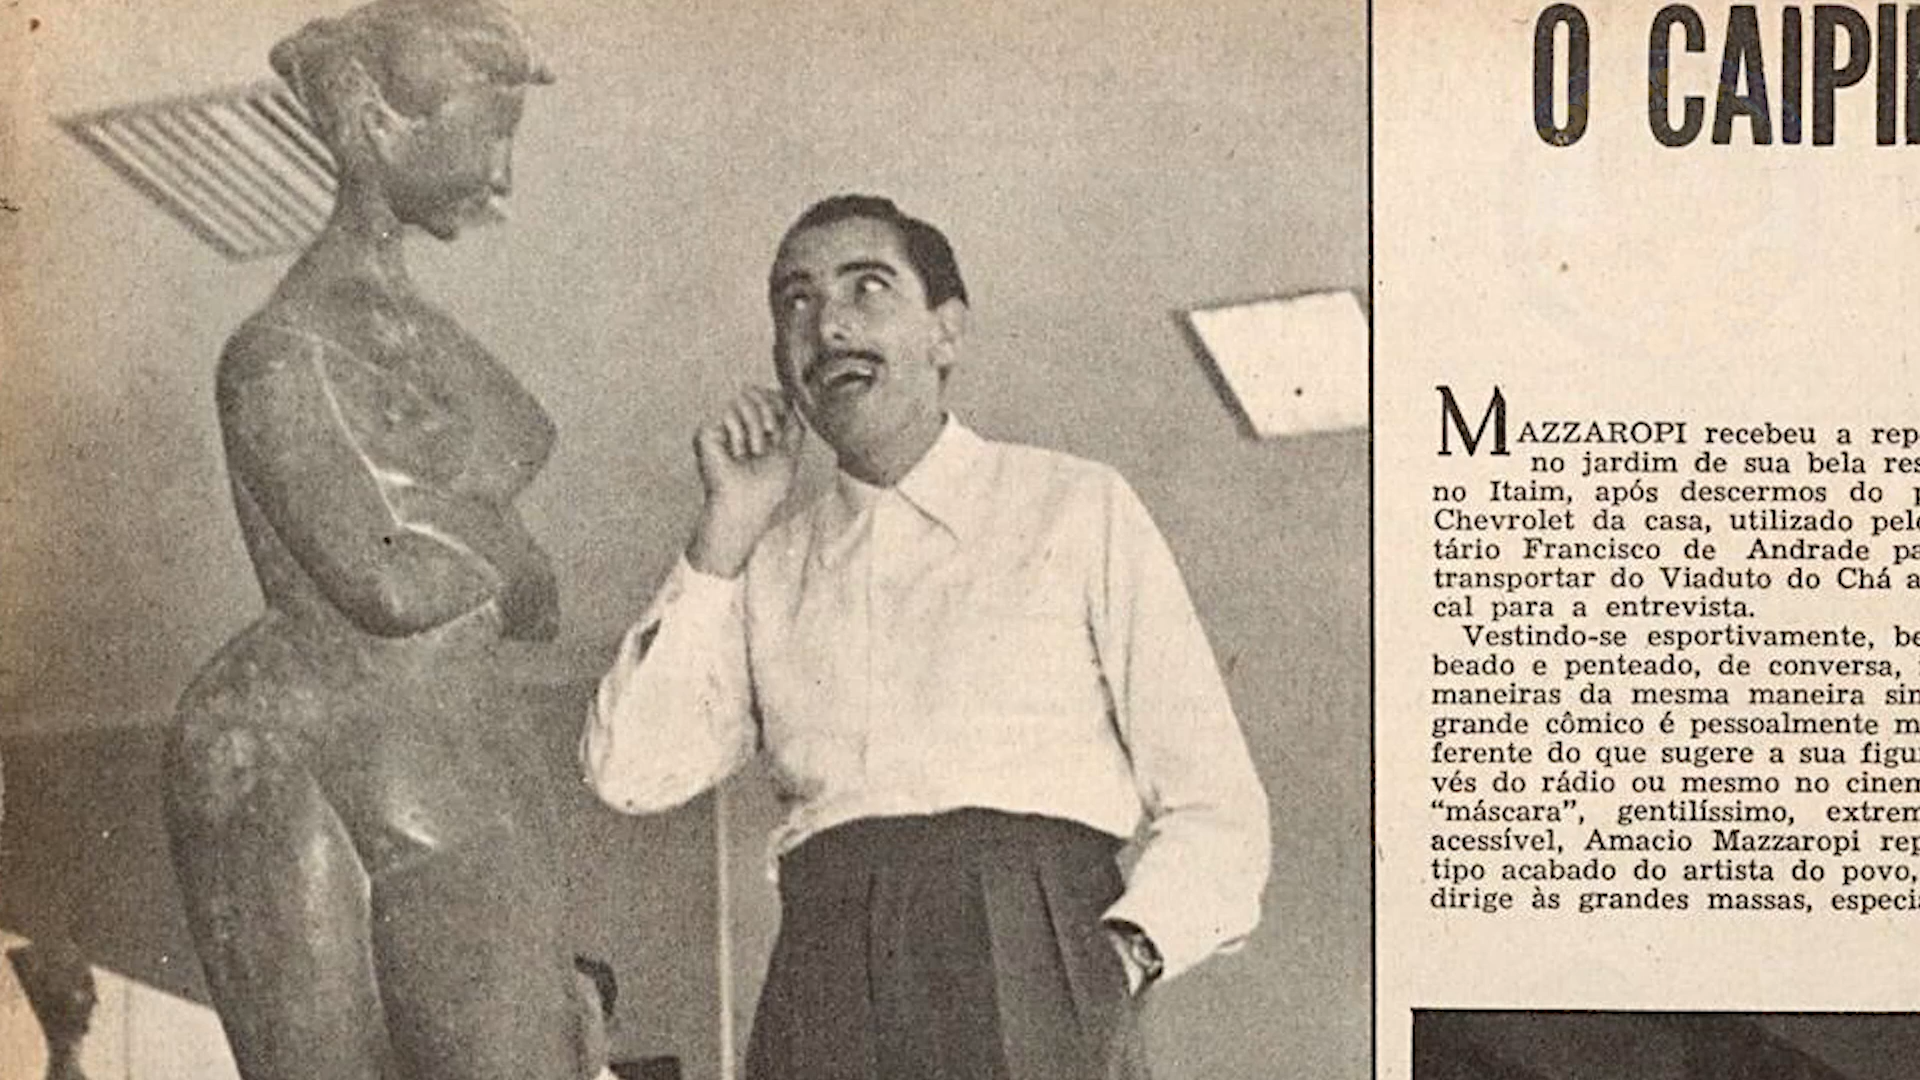 O CAIPI
MAZZAROPI recebeu a rep
no jardim de sua bela res
no Itaim, após descermos do
Chevrolet da casa, utilizado pel
tário Francisco de Andrade pa
transportar do Viaduto do Chá a
cal para a entrevista.
Vestindo-se esportivamente, be
beado e penteado, de conversa,
maneiras da mesma maneira sim
grande cômico é pessoalmente m
ferente do que sugere a sua figu
vés do rádio ou mesmo no cinem
“máscara”, gentilíssimo, extrem
acessível, Amacio Mazzaropi rep
tipo acabado do artista do povo,
dirige às grandes massas, especi